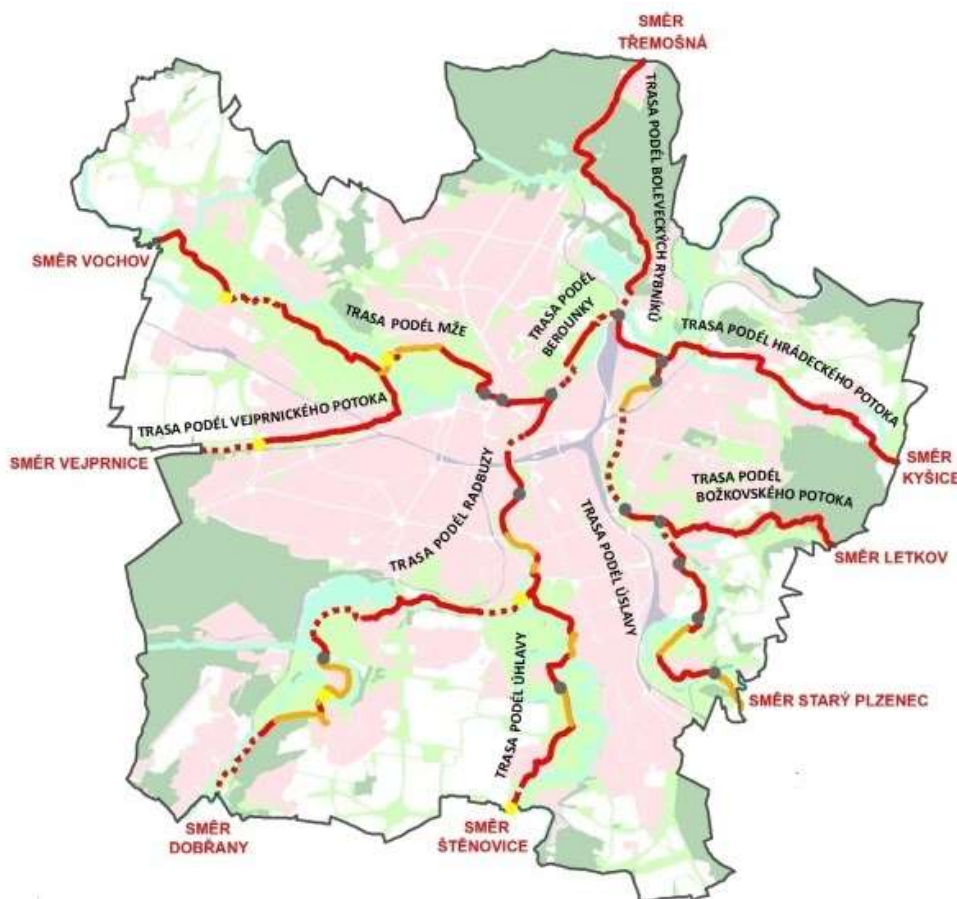 SMĚR
TŘEMOŠNÁ
TRASA PODÉL BOLEVECKÝCH RYBNÍKŮ
SMĚR VOCHOV
TRASA PODÉL
BEROUNKY
TRASA PODÉL MŽE
TRASA PODÉL HRÁDECKÉHO POTOKA
TRASA PODÉL VEJPRNICKÉHO POTOKA
SMĚR VEJPRNICE
SMĚR
KYŠICE
TRASA PODÉL
BOŽKOVSKÉHO POTOKA
TRASA PODÉL RADBUZY
SMĚR LETKOV
TRASA PODÉL ÚSLAVY
TRASA PODÉL ÚHLAVY
SMĚR STARÝ PLZENEC
SMĚR
DOBŘANY
SMĚR
ŠTĚNOVICE